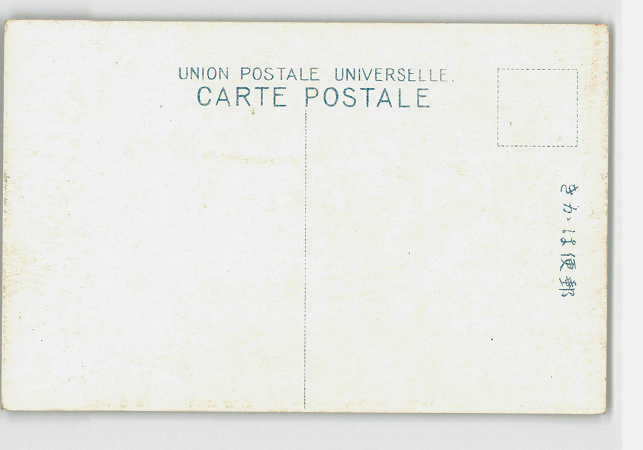 UNION POSTALE UNIVERSELLE.
CARTE POSTALE
きかは便郵